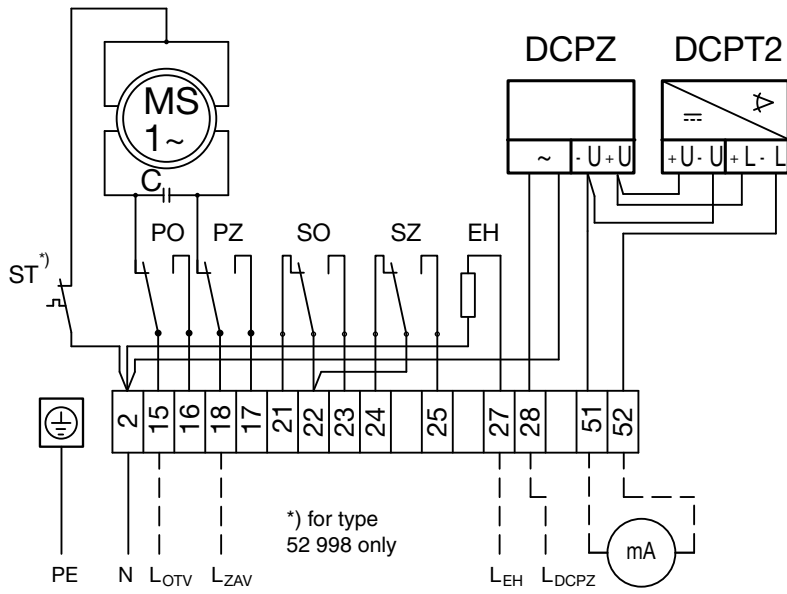 DCPZ DCPT2
MS
1~
C
~ - U + U
+ U - U + L - L
PO PZ SO SZ EH
ST*)
2 15 16 18 17 21 22 23 24 25 27 28 51 52
*) for type
52 998 only
mA
PE N LOTV LZAV LEH LDCPZ